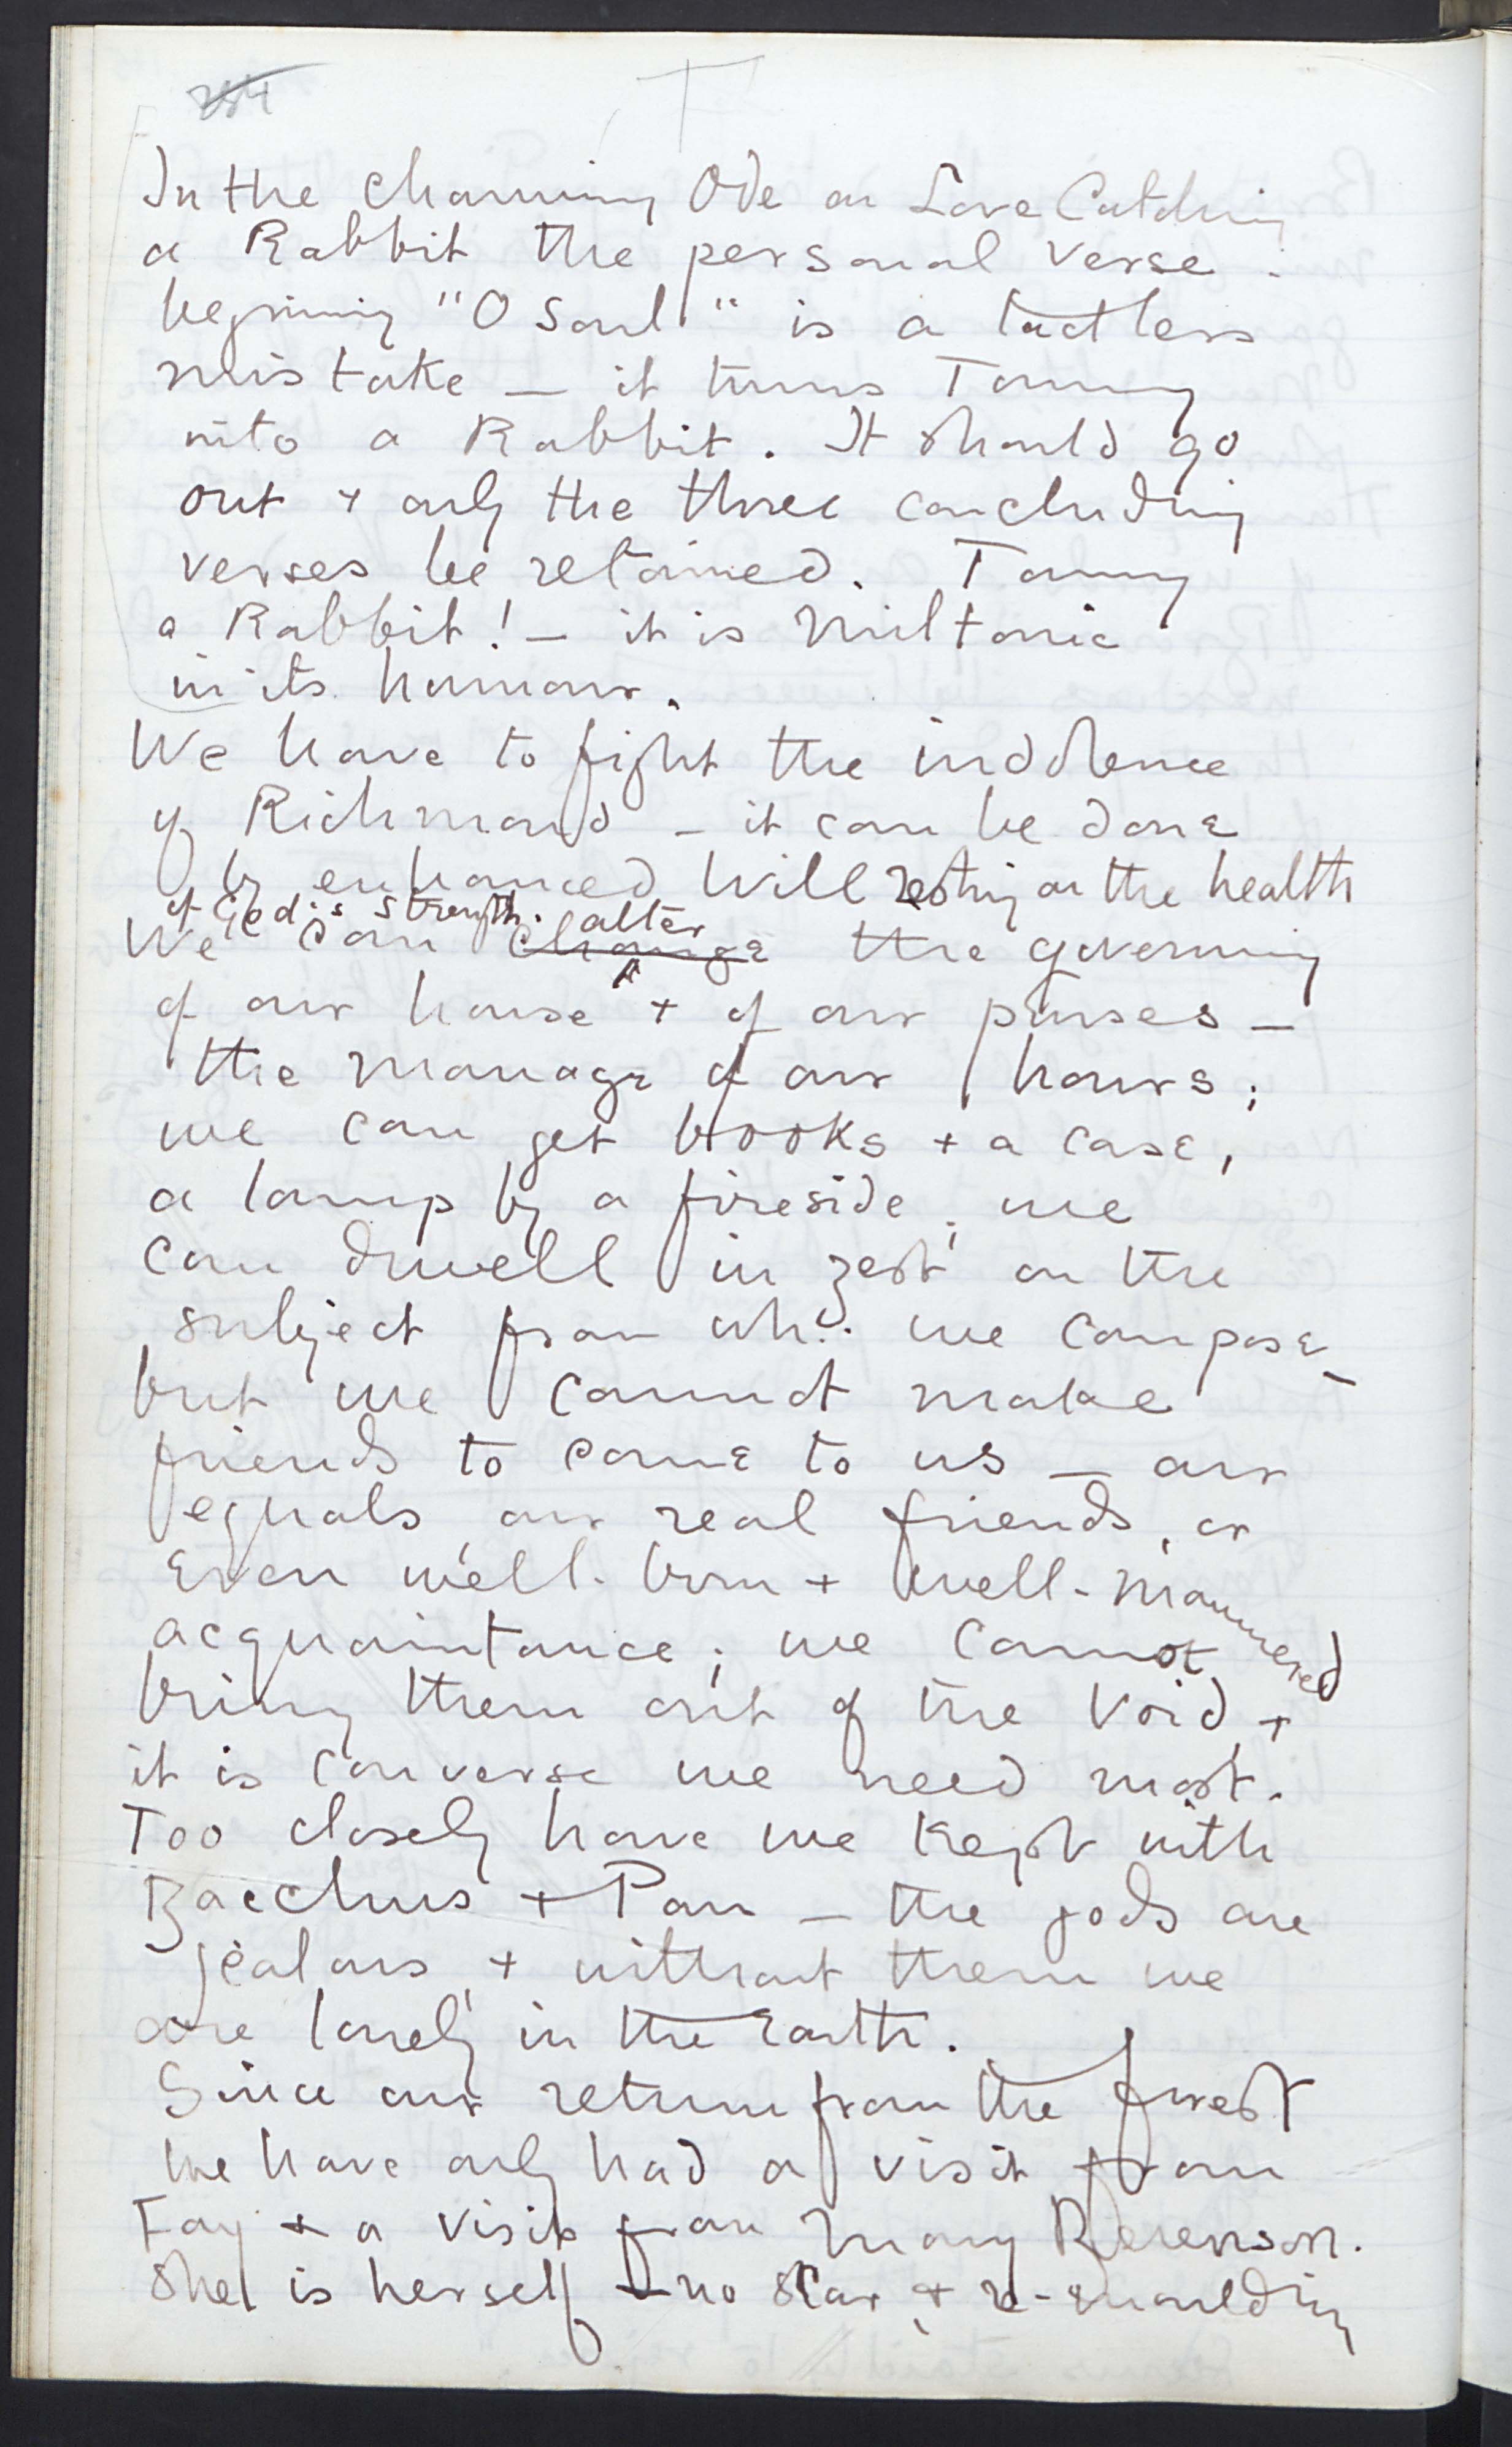 254
In the charming Ode on Love Catching
a Rabbit the personal verse
beginning "O Soul" is a tactless
mistake — it turns Tommy
into a Rabbit. It should go
out + only the three concluding
verses be retained. Tommy
a Rabbit! — it is Miltonic
in its humour.
We have to fight the indolence
of Richmond — it can be done
by enhanced Will resting on the health
of God's strength.
We can change alter the governing
of our house + of our purses —
the manage of our hours;
we can get books + a case,
a lamp by a fireside; we
can dwell in zest on the
subject from wh: we compose —
but we cannot make
friends to come to us — our
equals our real friends, or
even well-born + well-mannered
acquaintance; we cannot
bring them out of the Void +
it is converse we need most.
Too closely have we kept with
Bacchus + Pan — the gods are
jealous, + without them we
are lonely in the Earth.
Since our return from the forest
we have only had a visit from
Fay + a visit from Mary Berenson.
She is herself — no scar, + re-moulding